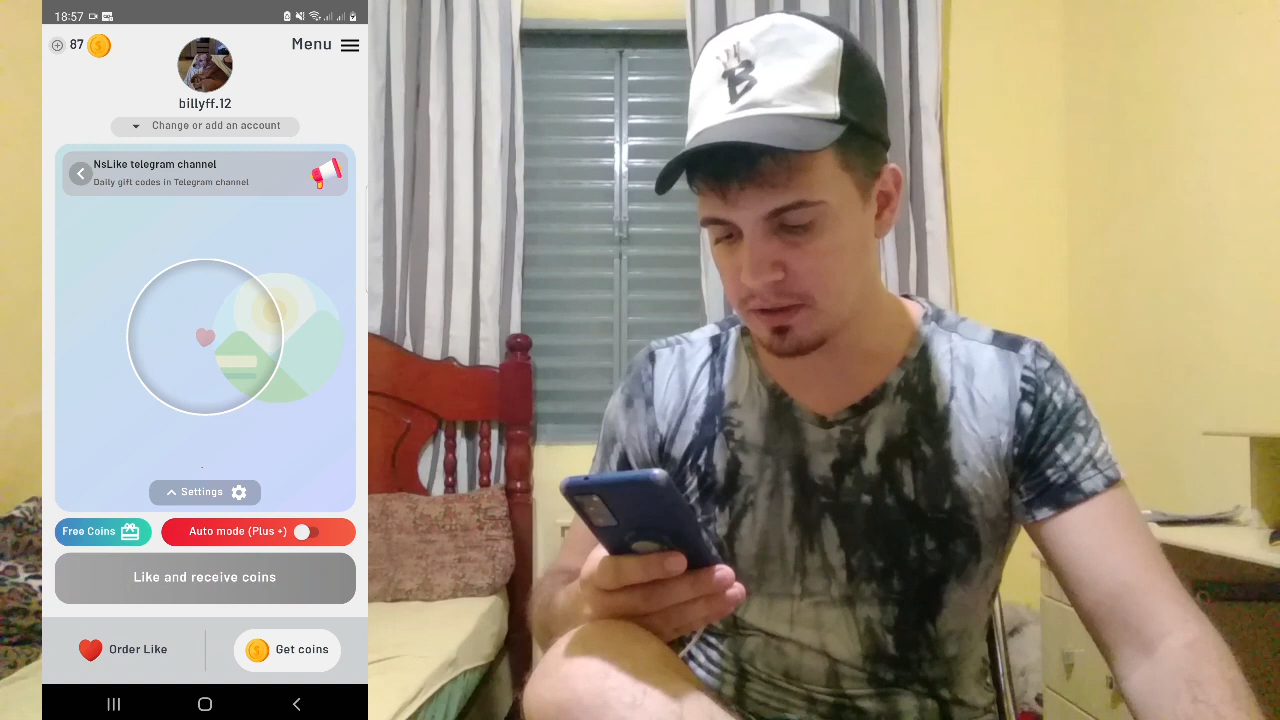 18:57
87
Menu
billyff.12
Change or add an account
NsLike telegram channel
Daily gift codes in Telegram channel
Settings
Free Coins
Auto mode (Plus +)
Like and receive coins
Order Like
Get coins
B